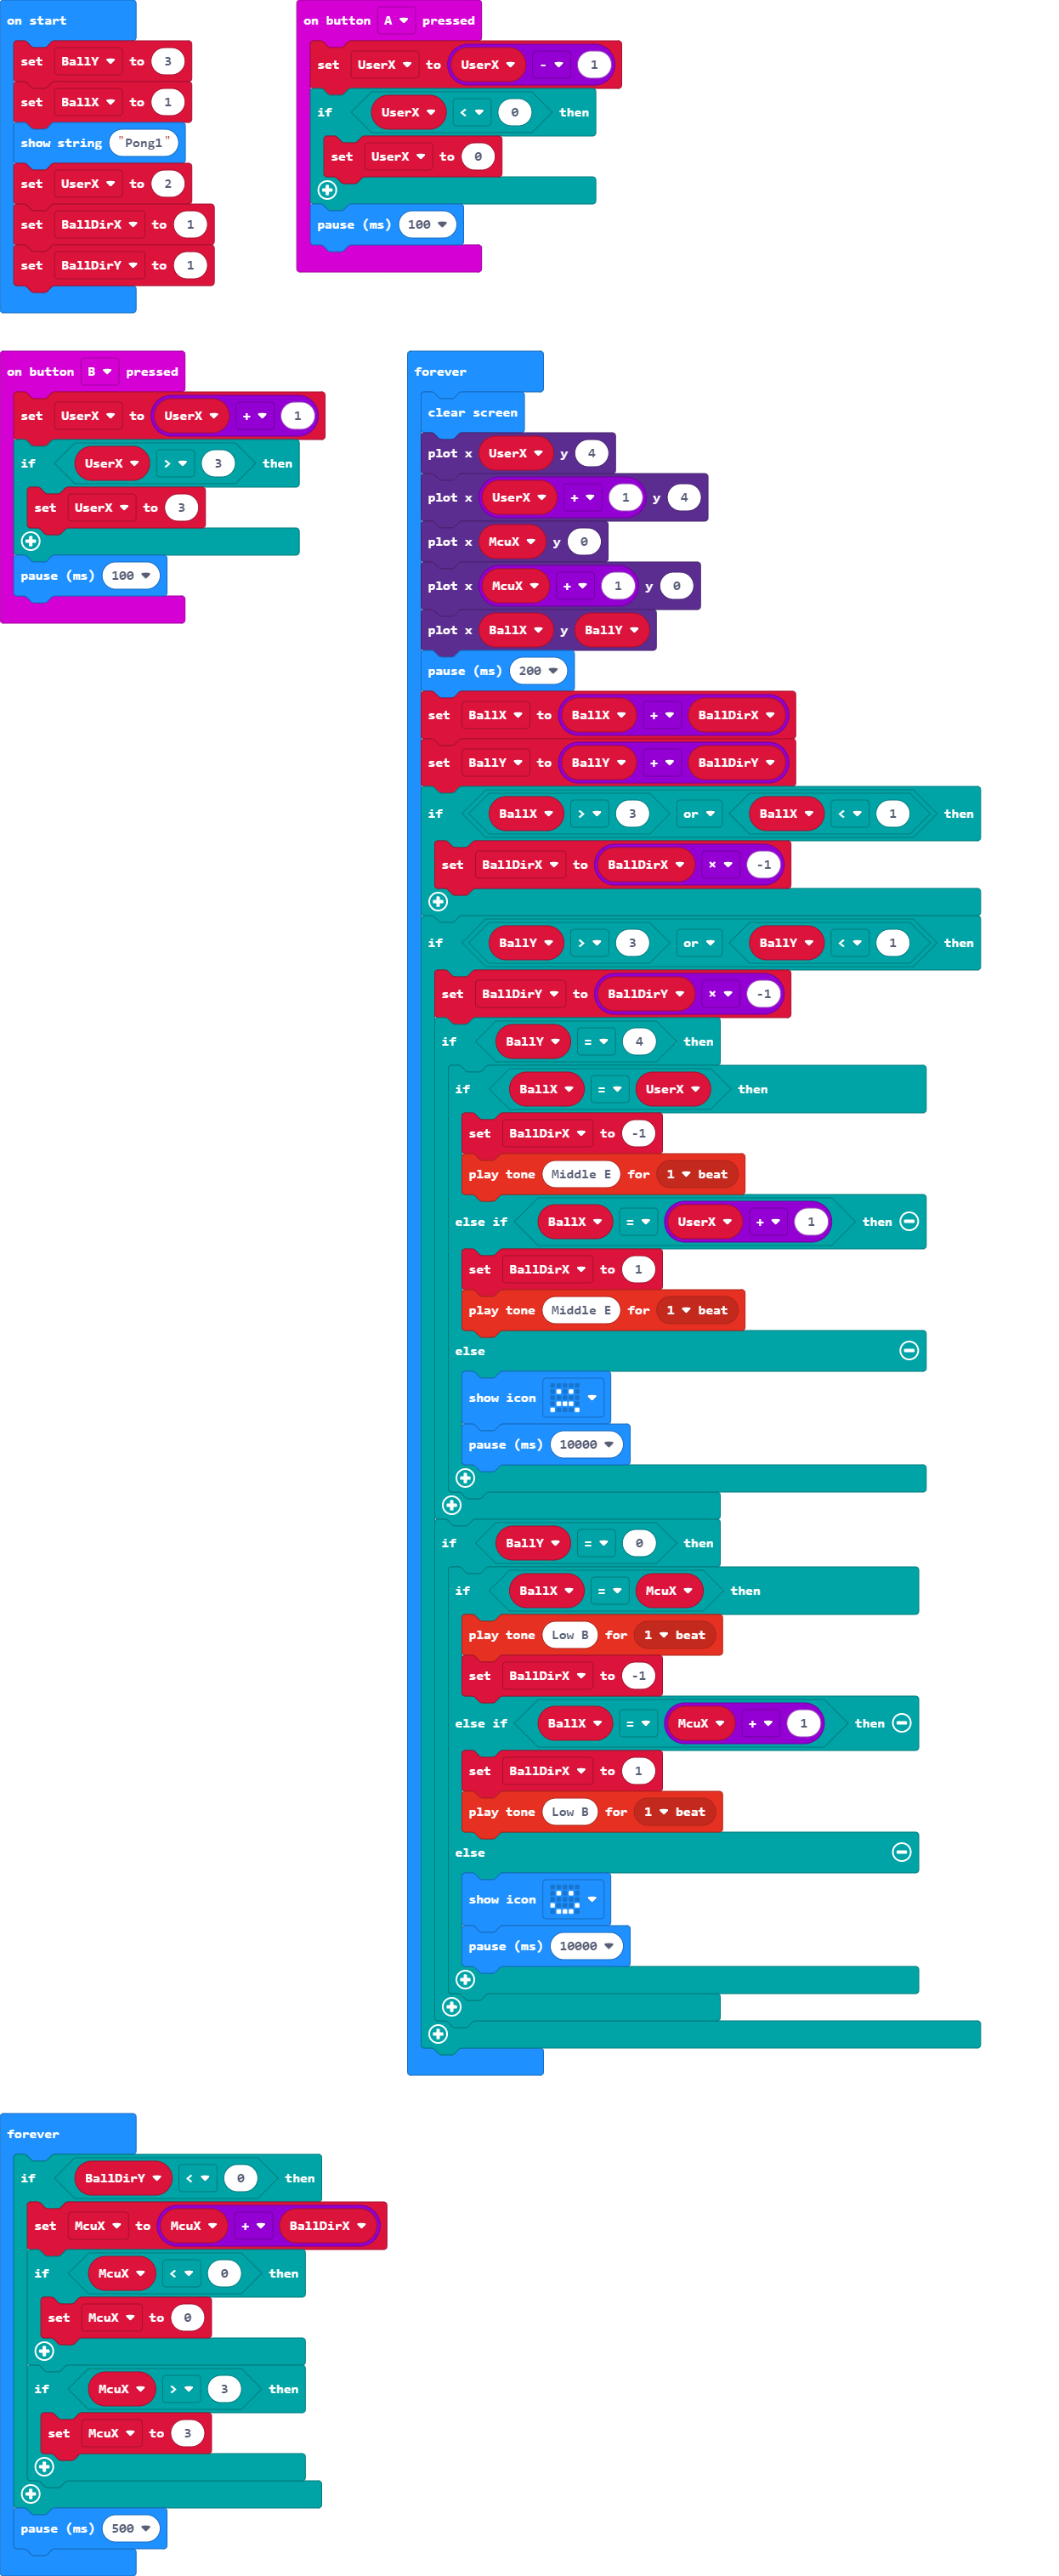 on start
set BallY to 3
set BallX to 1
show string "Pong1"
set UserX to 2
set BallDirX to 1
set BallDirY to 1
on button A pressed
set UserX to UserX - 1
if UserX < 0 then
set UserX to 0
pause (ms) 100
on button B pressed
set UserX to UserX + 1
if UserX > 3 then
set UserX to 3
pause (ms) 100
forever
clear screen
plot x UserX y 4
plot x UserX + 1 y 4
plot x McuX y 0
plot x McuX + 1 y 0
plot x BallX y BallY
pause (ms) 200
set BallX to BallX + BallDirX
set BallY to BallY + BallDirY
if BallX > 3 or BallX < 1 then
set BallDirX to BallDirX × -1
if BallY > 3 or BallY < 1 then
set BallDirY to BallDirY × -1
if BallY = 4 then
if BallX = UserX then
set BallDirX to -1
play tone Middle E for 1 beat
else if BallX = UserX + 1 then
set BallDirX to 1
play tone Middle E for 1 beat
else
show icon
pause (ms) 10000
if BallY = 0 then
if BallX = McuX then
play tone Low B for 1 beat
set BallDirX to -1
else if BallX = McuX + 1 then
set BallDirX to 1
play tone Low B for 1 beat
else
show icon
pause (ms) 10000
forever
if BallDirY < 0 then
set McuX to McuX + BallDirX
if McuX < 0 then
set McuX to 0
if McuX > 3 then
set McuX to 3
pause (ms) 500